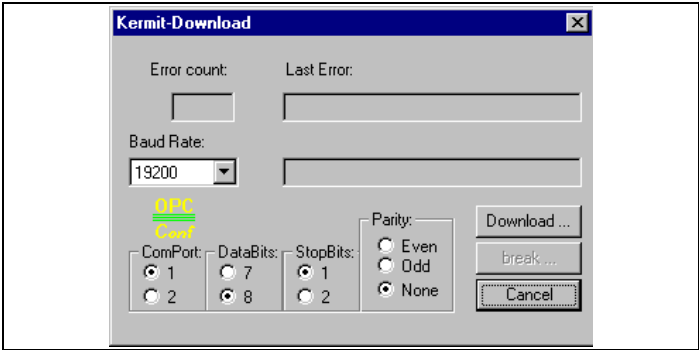 Kermit-Download
Error count: Last Error:
Baud Rate:
19200
OPC
Conf
ComPort: DataBits: StopBits: Parity:
1 7 1 Even
Odd
2 8 2 None
Download ...
break ...
Cancel